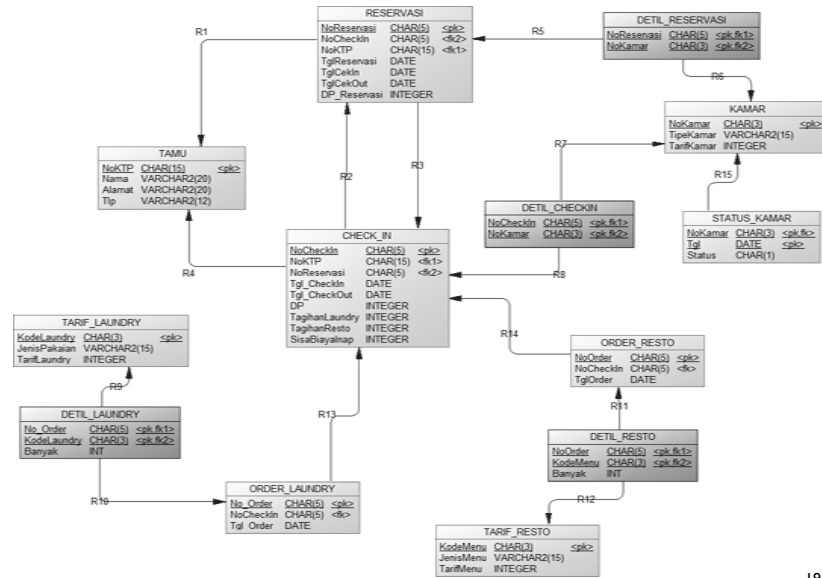 RESERVASI
NoReservasi CHAR(5) <pk>
NoCheckIn CHAR(5) <fk2>
NoKTP CHAR(15) <fk1>
TglReservasi DATE
TglCekIn DATE
TglCekOut DATE
DP_Reservasi INTEGER
DETIL_RESERVASI
NoReservasi CHAR(5) <pk.fk1>
NoKamar CHAR(3) <pk.fk2>
R1
R5
R6
KAMAR
NoKamar CHAR(3) <pk>
TipeKamar VARCHAR2(15)
TarifKamar INTEGER
TAMU
NoKTP CHAR(15) <pk>
Nama VARCHAR2(20)
Alamat VARCHAR2(20)
Tlp VARCHAR2(12)
R2
R3
R7
R15
DETIL_CHECKIN
NoCheckIn CHAR(5) <pk.fk1>
NoKamar CHAR(3) <pk.fk2>
STATUS_KAMAR
NoKamar CHAR(3) <pk.fk>
Tgl DATE <pk>
Status CHAR(1)
CHECK_IN
NoCheckIn CHAR(5) <pk>
NoKTP CHAR(15) <fk1>
NoReservasi CHAR(5) <fk2>
Tgl_CheckIn DATE
Tgl_CheckOut DATE
DP INTEGER
TagihanLaundry INTEGER
TagihanResto INTEGER
SisaBiayaInap INTEGER
R4
R8
TARIF_LAUNDRY
KodeLaundry CHAR(3) <pk>
JenisPakaian VARCHAR2(15)
TarifLaundry INTEGER
R14
ORDER_RESTO
NoOrder CHAR(5) <pk>
NoCheckIn CHAR(5) <fk>
TglOrder DATE
R9
DETIL_LAUNDRY
No_Order CHAR(5) <pk.fk1>
KodeLaundry CHAR(3) <pk.fk2>
Banyak INT
R13
R11
DETIL_RESTO
NoOrder CHAR(5) <pk.fk1>
KodeMenu CHAR(3) <pk.fk2>
Banyak INT
R10
ORDER_LAUNDRY
No_Order CHAR(5) <pk>
NoCheckIn CHAR(5) <fk>
Tgl_Order DATE
R12
TARIF_RESTO
KodeMenu CHAR(3) <pk>
JenisMenu VARCHAR2(15)
TarifMenu INTEGER